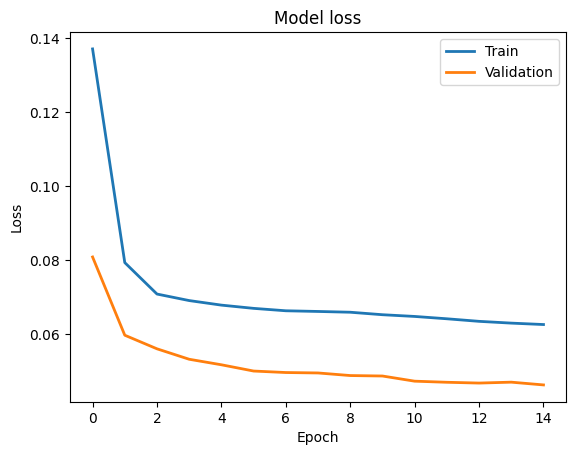 Model loss
0.14
0.12
0.10
0.08
0.06
Loss
Train
Validation
0 2 4 6 8 10 12 14
Epoch